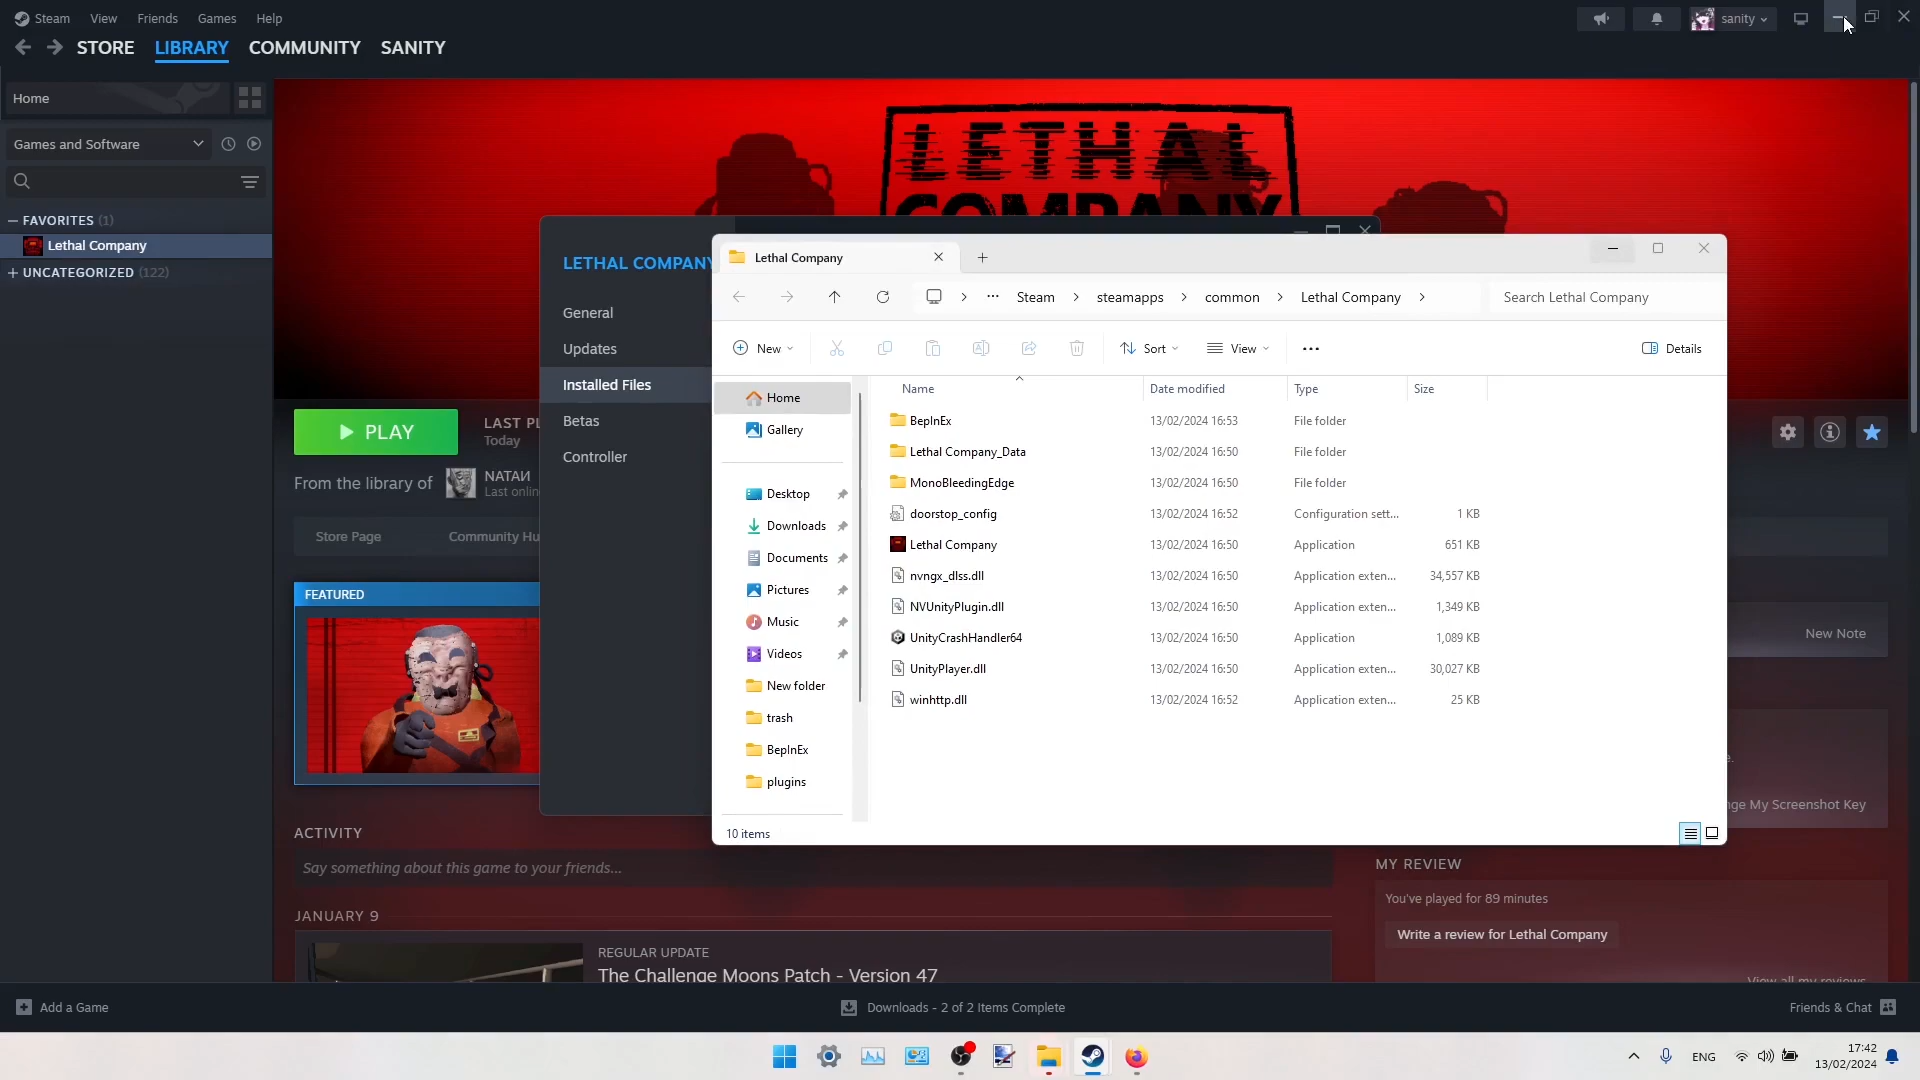 Steam View Friends Games Help
sanity
STORE LIBRARY COMMUNITY SANITY
Home
Games and Software
FAVORITES (1)
Lethal Company
UNCATEGORIZED (122)
LETHAL
COMPANY
LETHAL COMPANY
General
Updates
Installed Files
Betas
Controller
Lethal Company
Steam steamapps common Lethal Company
Search Lethal Company
New Sort View Details
Home
Gallery
Desktop
Downloads
Documents
Pictures
Music
Videos
New folder
trash
BepInEx
plugins
Name Date modified Type Size
BepInEx 13/02/2024 16:53 File folder
Lethal Company_Data 13/02/2024 16:50 File folder
MonoBleedingEdge 13/02/2024 16:50 File folder
doorstop_config 13/02/2024 16:52 Configuration sett... 1 KB
Lethal Company 13/02/2024 16:50 Application 651 KB
nvngx_dlss.dll 13/02/2024 16:50 Application exten... 34,557 KB
NVUnityPlugin.dll 13/02/2024 16:50 Application exten... 1,349 KB
UnityCrashHandler64 13/02/2024 16:50 Application 1,089 KB
UnityPlayer.dll 13/02/2024 16:50 Application exten... 30,027 KB
winhttp.dll 13/02/2024 16:52 Application exten... 25 KB
10 items
PLAY
LAST PL
Today
From the library of
NATAИ
Last onlin
Store Page Community Hu
FEATURED
New Note
e.
nge My Screenshot Key
ACTIVITY
Say something about this game to your friends...
JANUARY 9
REGULAR UPDATE
The Challenge Moons Patch - Version 47
MY REVIEW
You've played for 89 minutes
Write a review for Lethal Company
View all my reviews
Add a Game
Downloads - 2 of 2 Items Complete
Friends & Chat
ENG
17:42
13/02/2024